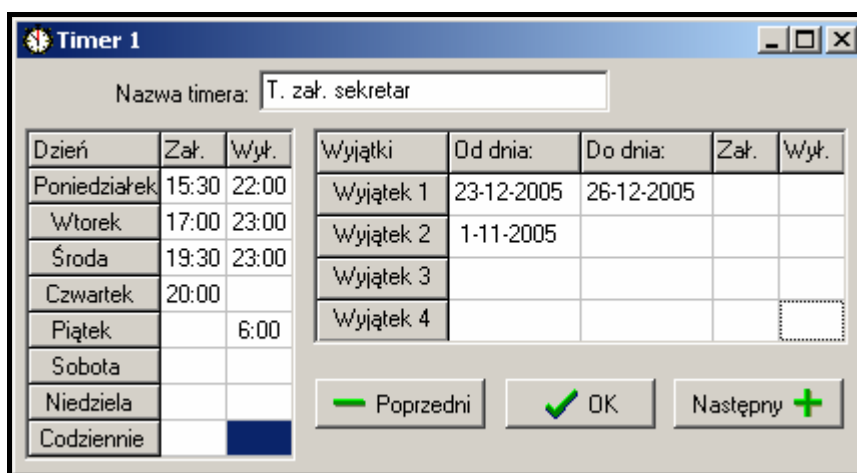 Timer 1
Nazwa timera: T. zał. sekretar
Dzień Zał. Wył.
Poniedziałek 15:30 22:00
Wtorek 17:00 23:00
Środa 19:30 23:00
Czwartek 20:00
Piątek 6:00
Sobota
Niedziela
Codziennie
Wyjątki Od dnia: Do dnia: Zał. Wył.
Wyjątek 1 23-12-2005 26-12-2005
Wyjątek 2 1-11-2005
Wyjątek 3
Wyjątek 4
Poprzedni OK Następny